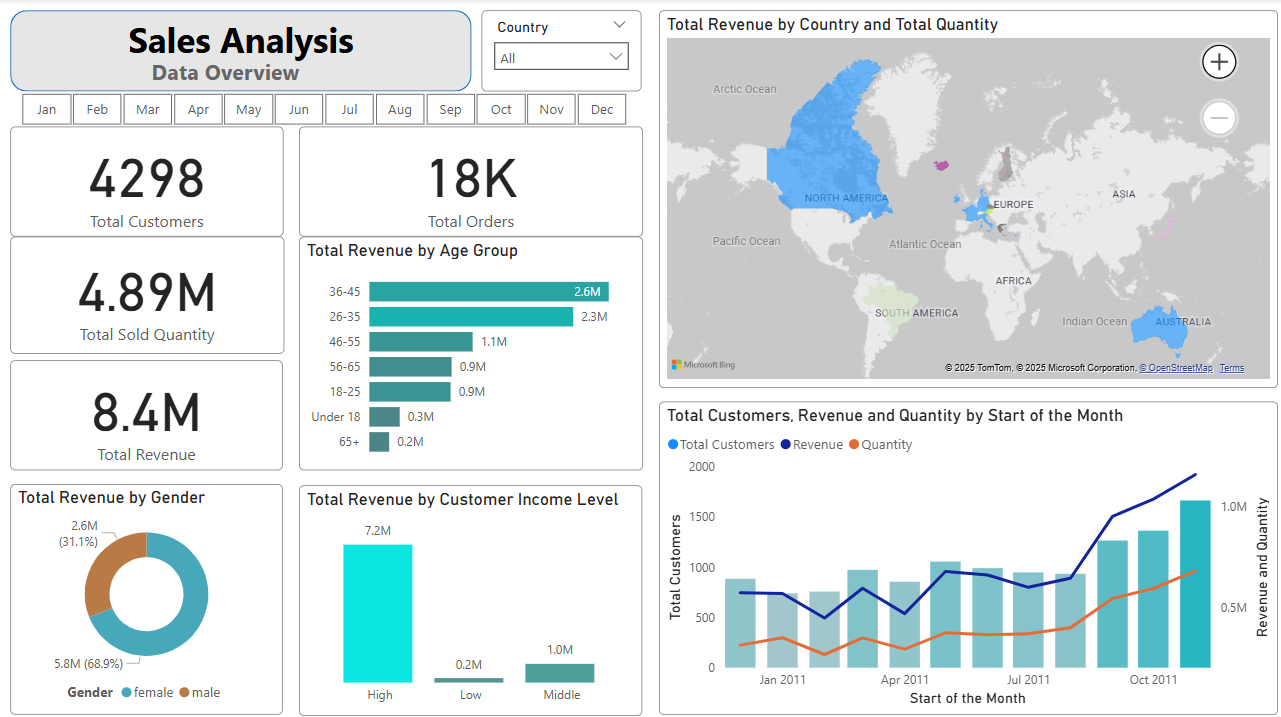 Sales Analysis
Data Overview
Country
All
Jan Feb Mar Apr May Jun Jul Aug Sep Oct Nov Dec
4298
Total Customers
18K
Total Orders
4.89M
Total Sold Quantity
8.4M
Total Revenue
Total Revenue by Age Group
36-45 2.6M
26-35 2.3M
46-55 1.1M
56-65 0.9M
18-25 0.9M
Under 18 0.3M
65+ 0.2M
Total Revenue by Gender
2.6M
(31.1%)
5.8M (68.9%)
Gender female male
Total Revenue by Customer Income Level
7.2M
0.2M
1.0M
High Low Middle
Total Revenue by Country and Total Quantity
Arctic Ocean
NORTH AMERICA
EUROPE
ASIA
Pacific Ocean
Atlantic Ocean
AFRICA
SOUTH AMERICA
Indian Ocean
AUSTRALIA
Microsoft Bing
© 2025 TomTom, © 2025 Microsoft Corporation, © OpenStreetMap Terms
Total Customers, Revenue and Quantity by Start of the Month
Total Customers Revenue Quantity
Total Customers
2000
1500
1000
500
0
1.0M
0.5M
Revenue and Quantity
Jan 2011 Apr 2011 Jul 2011 Oct 2011
Start of the Month